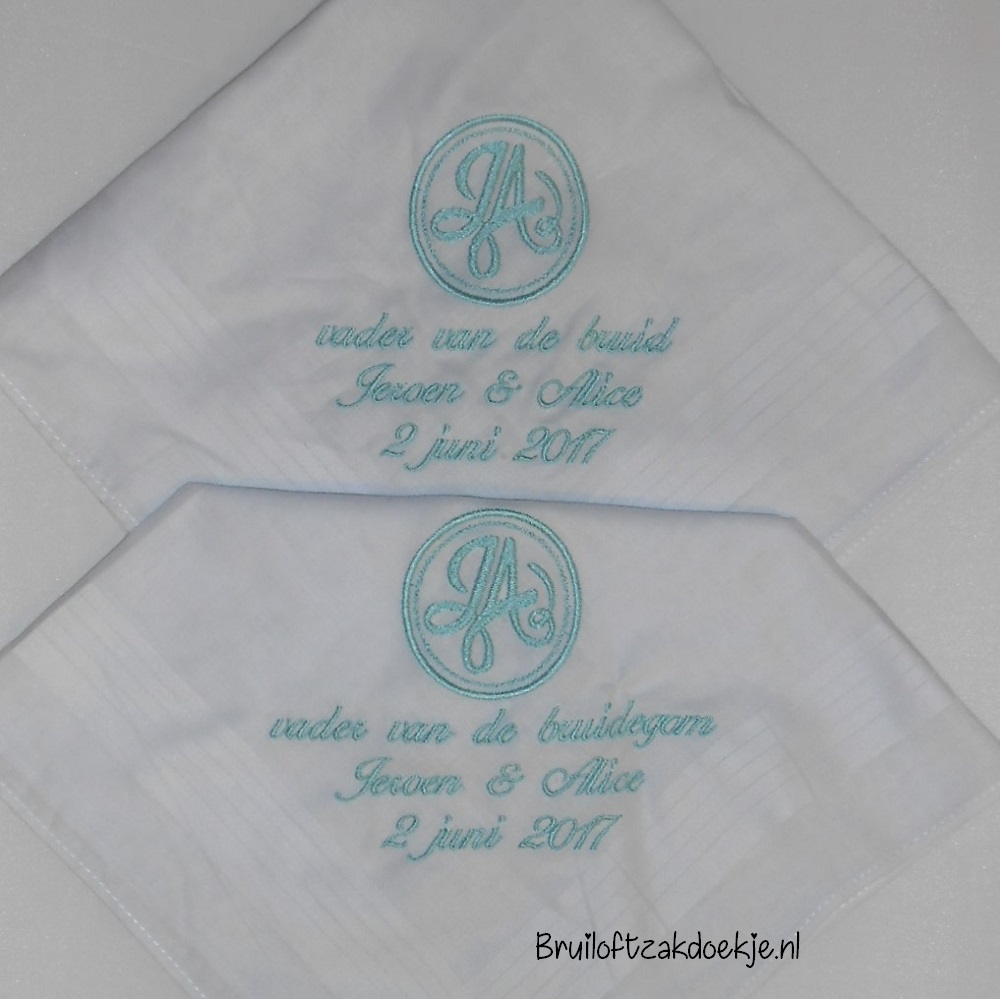 JA
vader van de bruid
Jeroen & Alice
2 juni 2017
JA
vader van de bruidegom
Jeroen & Alice
2 juni 2017
Bruiloftzakdoekje.nl